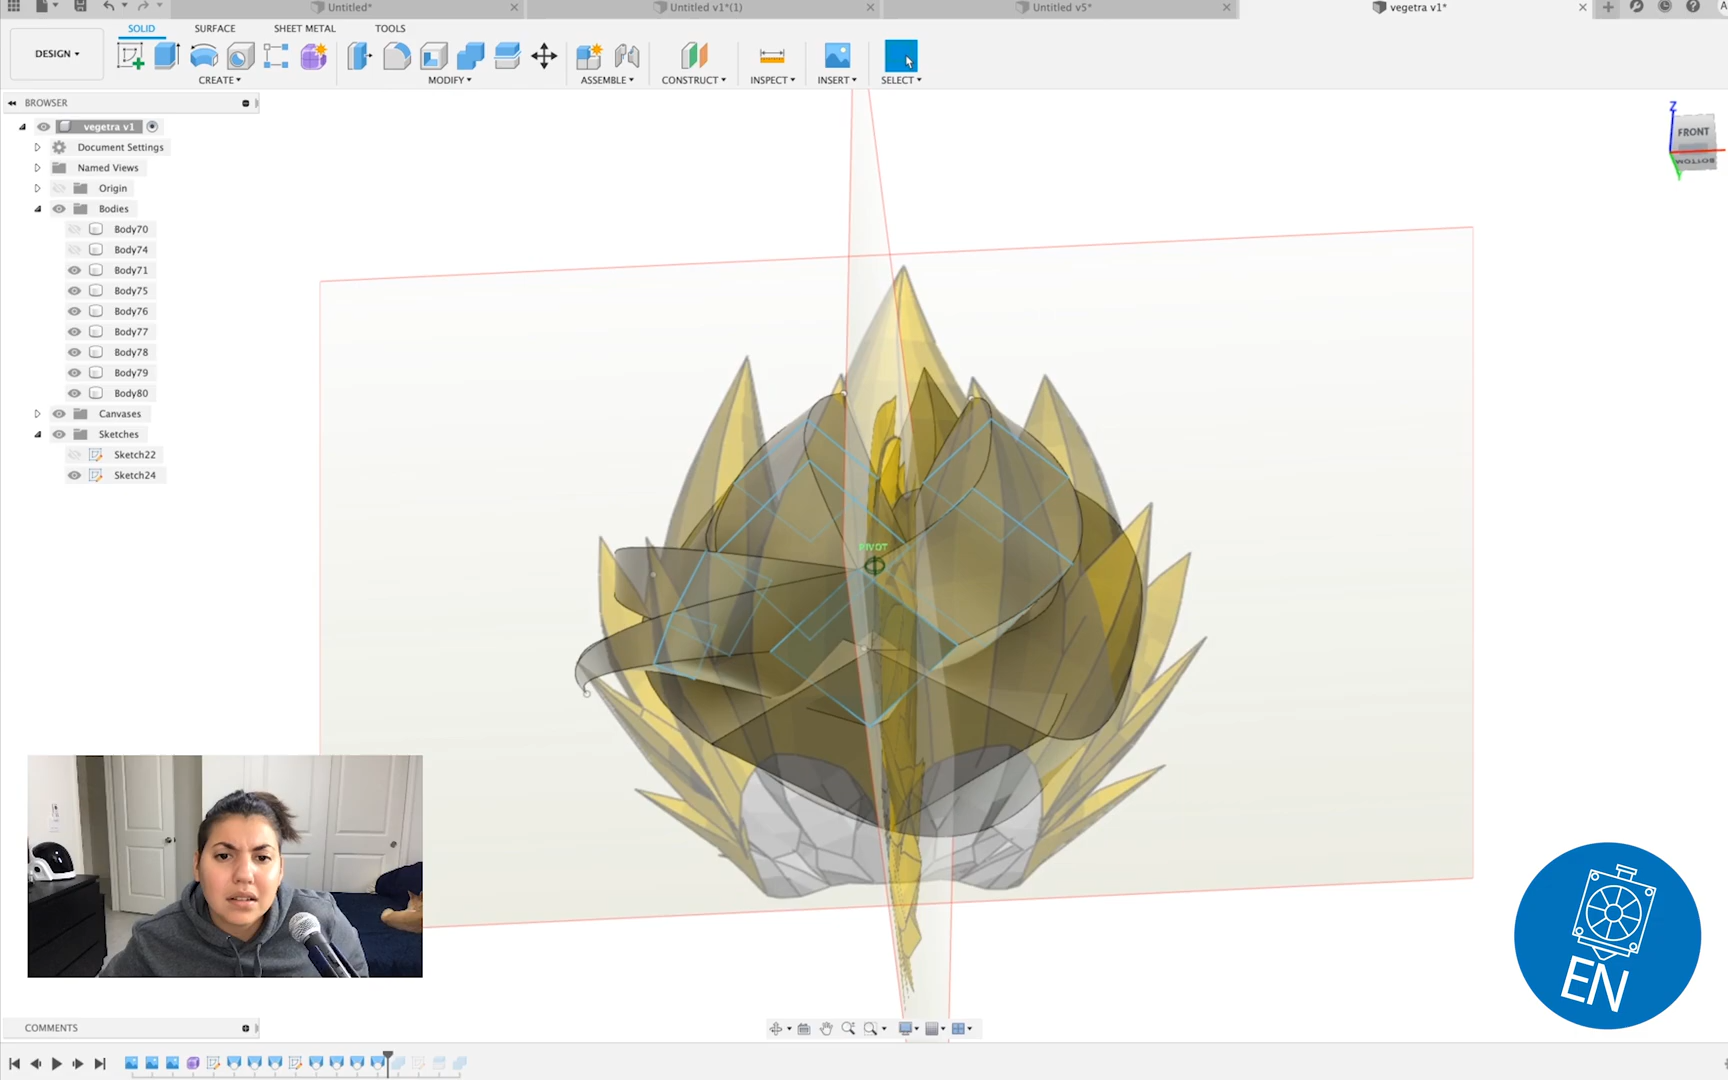 Untitled*
Untitled v1*(1)
Untitled v5*
vegetra v1*
SOLID
SURFACE
SHEET METAL
TOOLS
DESIGN
CREATE
MODIFY
ASSEMBLE
CONSTRUCT
INSPECT
INSERT
SELECT
BROWSER
vegetra v1
Document Settings
Named Views
Origin
Bodies
Body70
Body74
Body71
Body75
Body76
Body77
Body78
Body79
Body80
Canvases
Sketches
Sketch22
Sketch24
Z
FRONT
BOTTOM
PIVOT
EN
COMMENTS